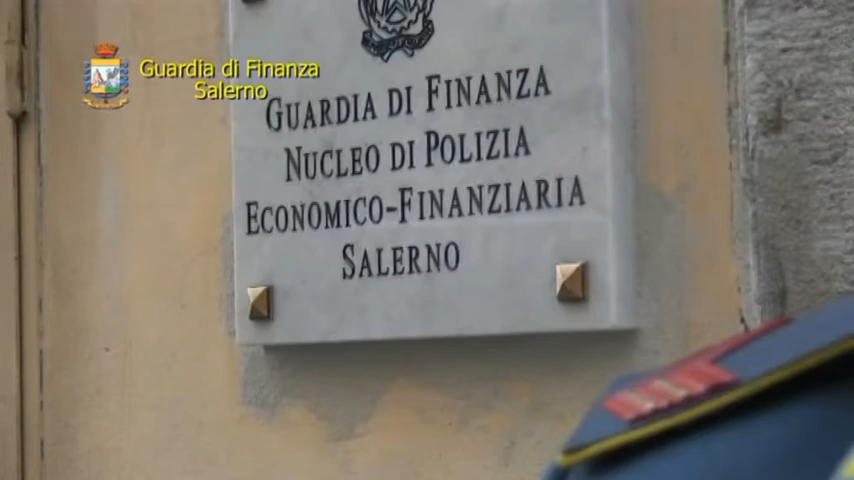 Guardia di Finanza
Salerno
GUARDIA DI FINANZA
NUCLEO DI POLIZIA
ECONOMICO-FINANZIARIA
SALERNO